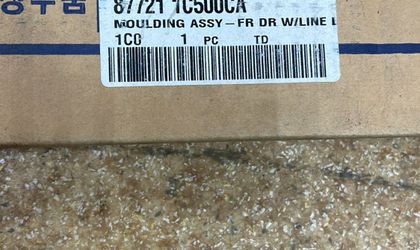 87721 1C500CA
MOULDING ASSY-FR DR W/LINE L
1C0 1 PC TD